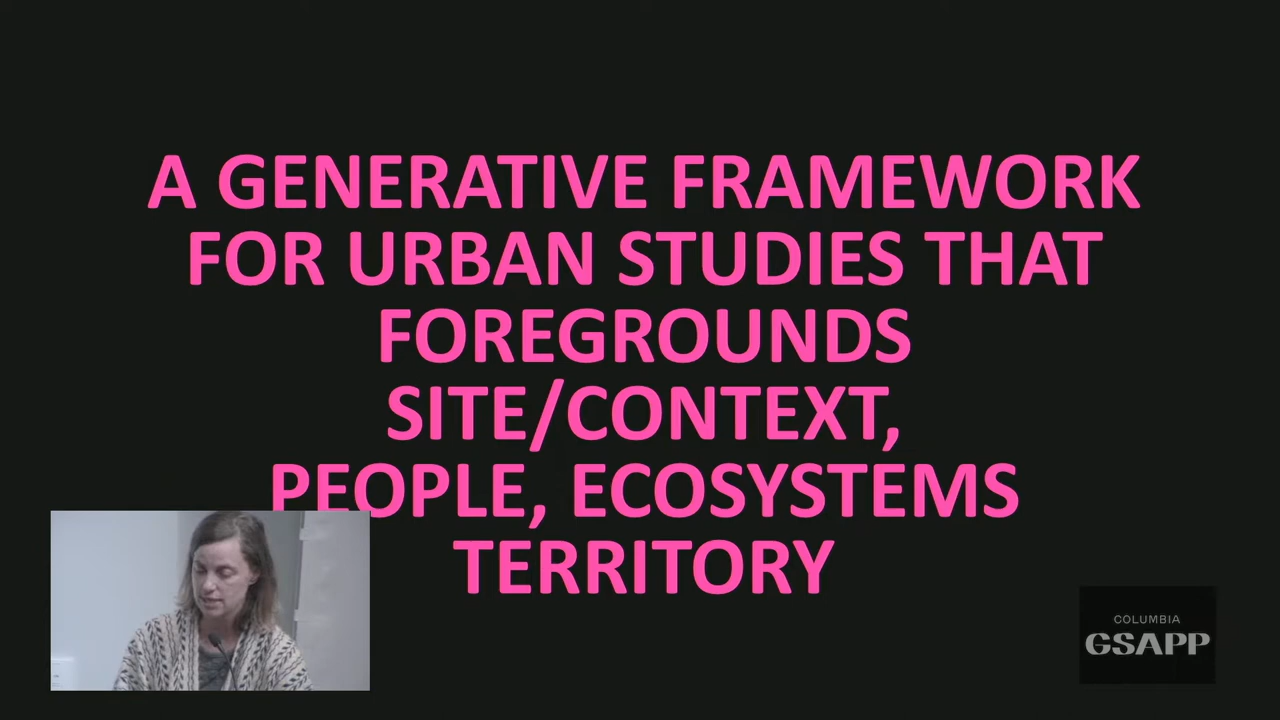 A GENERATIVE FRAMEWORK
FOR URBAN STUDIES THAT
FOREGROUNDS
SITE/CONTEXT,
PEOPLE, ECOSYSTEMS
TERRITORY
COLUMBIA
GSAPP